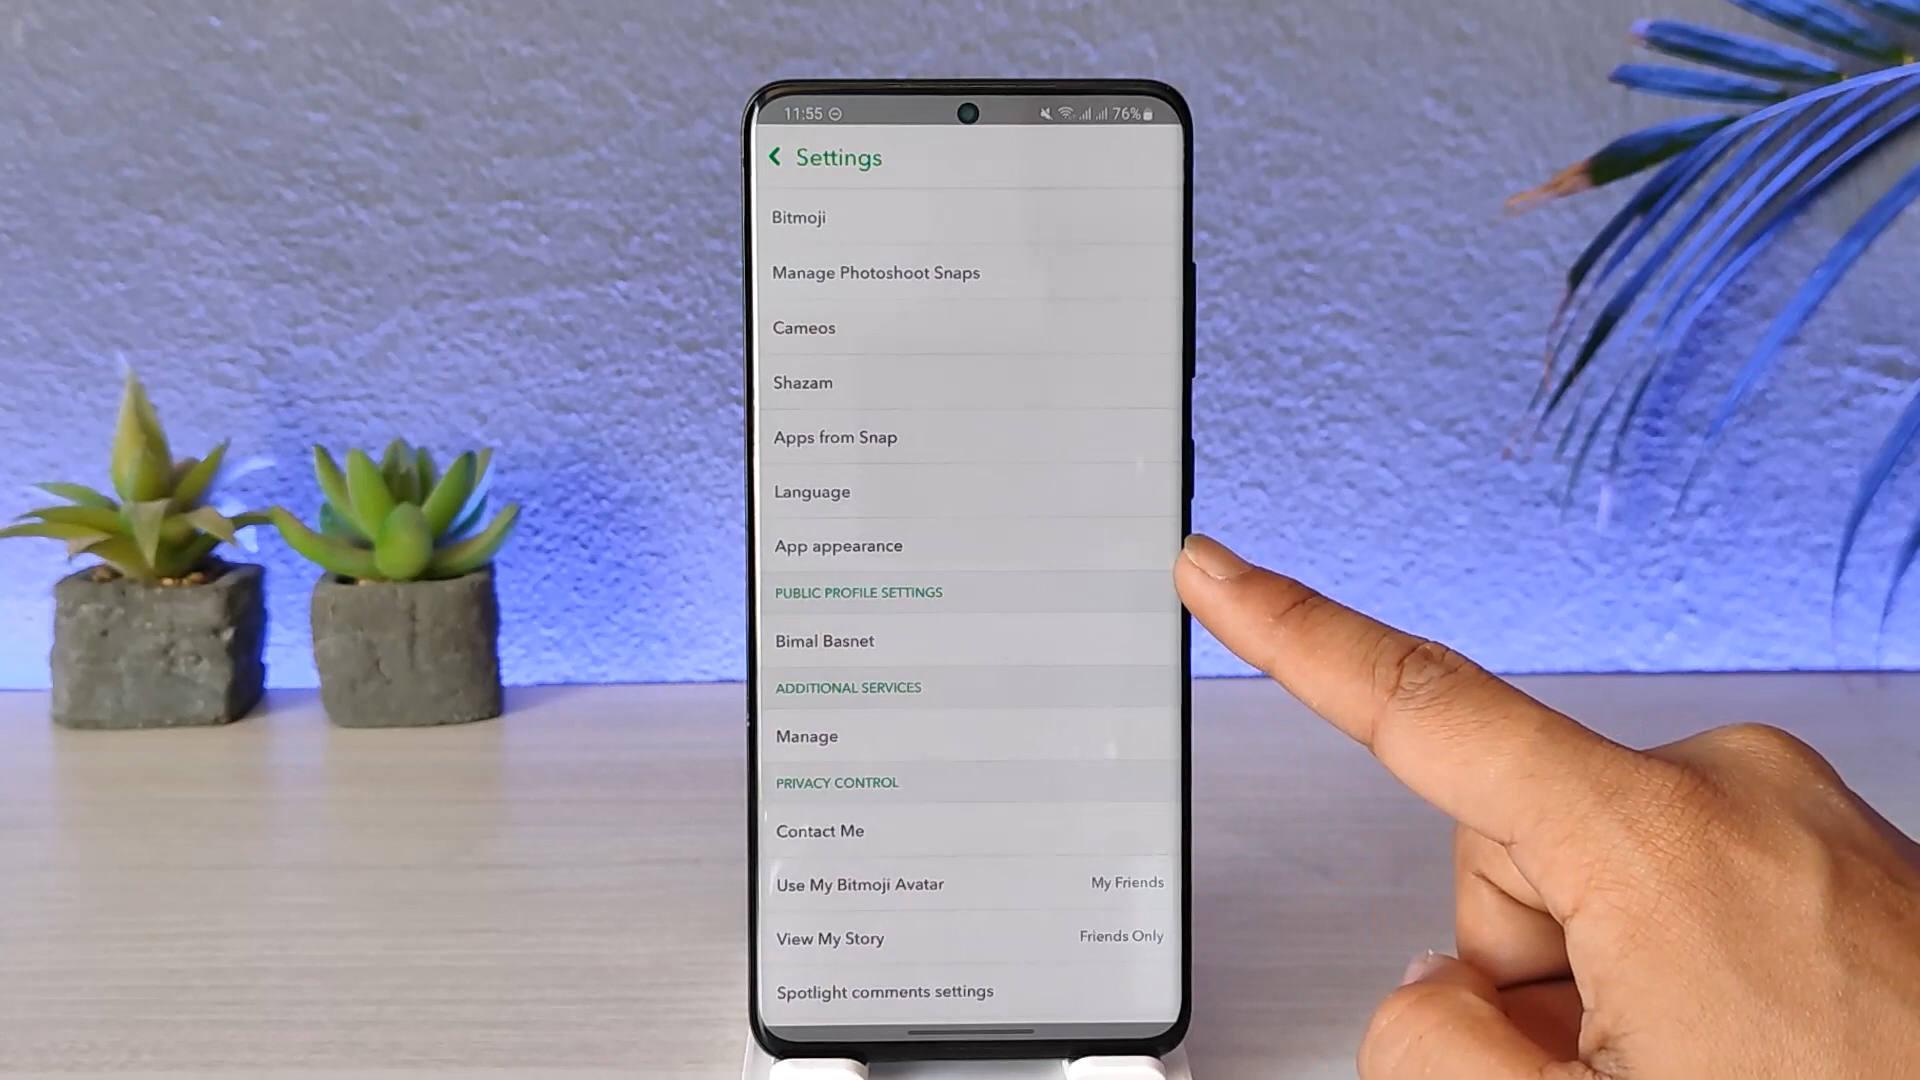 11:55
76%
Settings
Bitmoji
Manage Photoshoot Snaps
Cameos
Shazam
Apps from Snap
Language
App appearance
PUBLIC PROFILE SETTINGS
Bimal Basnet
ADDITIONAL SERVICES
Manage
PRIVACY CONTROL
Contact Me
Use My Bitmoji Avatar My Friends
View My Story Friends Only
Spotlight comments settings